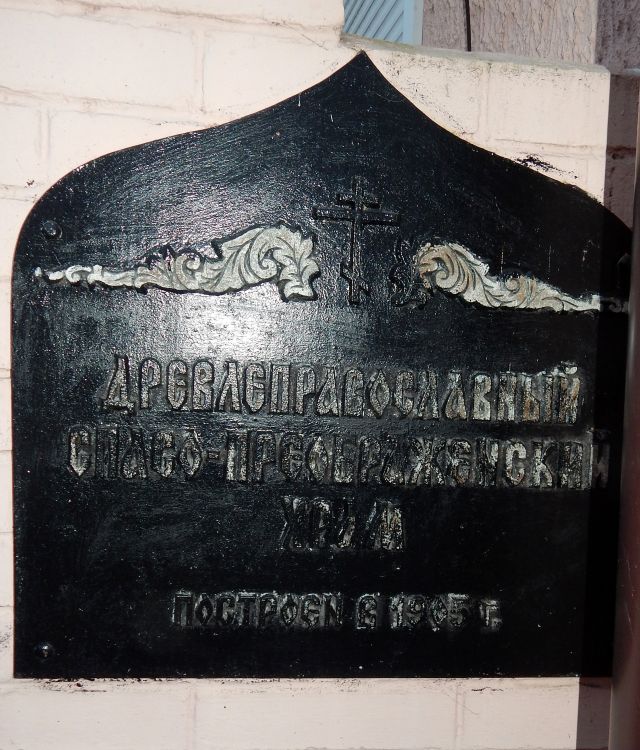 ДРЕВЛЕПРАВОСЛАВНЫЙ
СПАСО-ПРЕОБРАЖЕНСКИЙ
ХРАМ
ПОСТРОЕН В 1905 г.